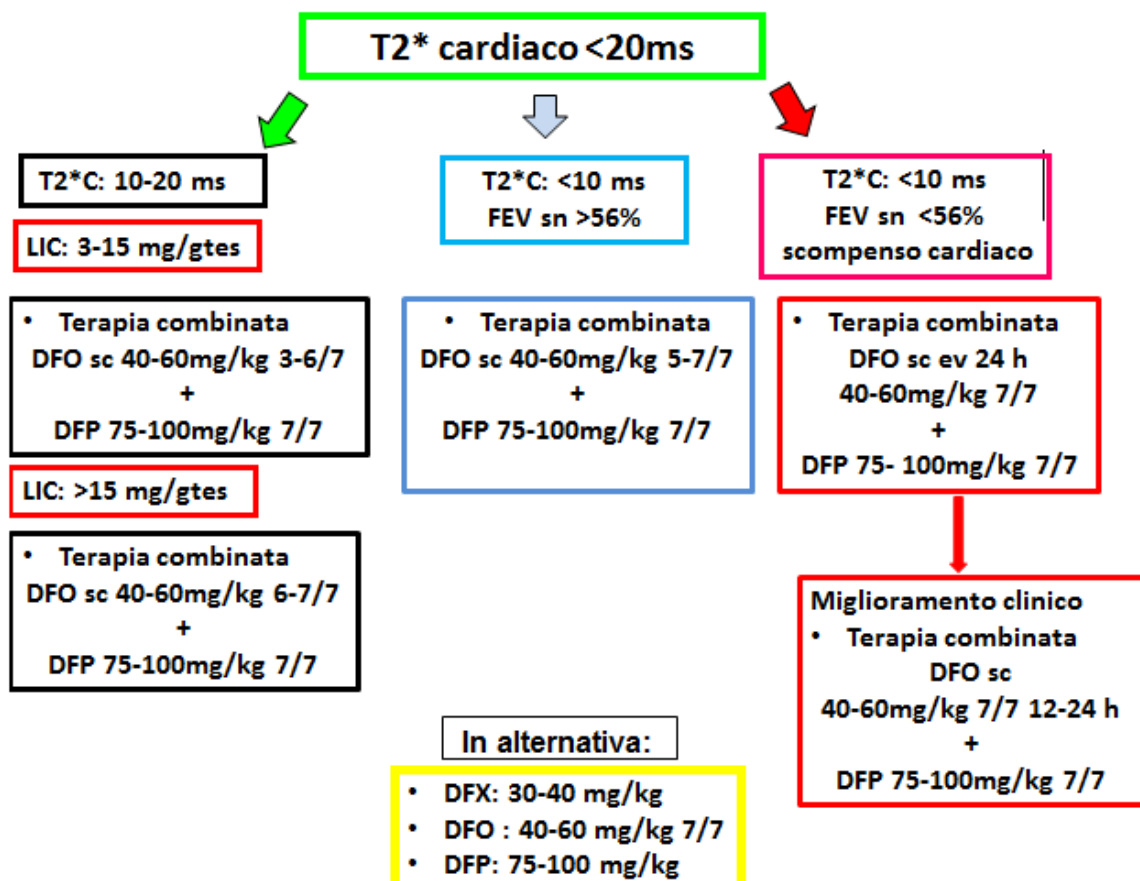 T2* cardiaco <20ms
T2*C: 10-20 ms
LIC: 3-15 mg/gtes
• Terapia combinata
DFO sc 40-60mg/kg 3-6/7
+
DFP 75-100mg/kg 7/7
LIC: >15 mg/gtes
• Terapia combinata
DFO sc 40-60mg/kg 6-7/7
+
DFP 75-100mg/kg 7/7
T2*C: <10 ms
FEV sn >56%
• Terapia combinata
DFO sc 40-60mg/kg 5-7/7
+
DFP 75-100mg/kg 7/7
T2*C: <10 ms
FEV sn <56%
scompenso cardiaco
• Terapia combinata
DFO sc ev 24 h
40-60mg/kg 7/7
+
DFP 75- 100mg/kg 7/7
Miglioramento clinico
• Terapia combinata
DFO sc
40-60mg/kg 7/7 12-24 h
+
DFP 75-100mg/kg 7/7
In alternativa:
• DFX: 30-40 mg/kg
• DFO : 40-60 mg/kg 7/7
• DFP: 75-100 mg/kg